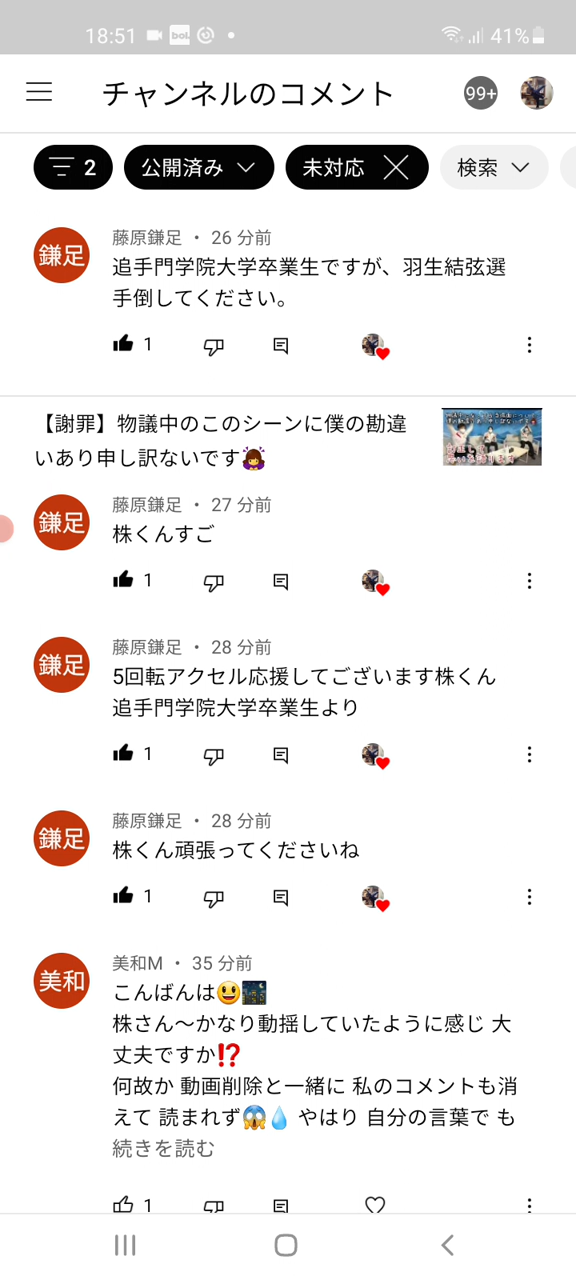 18:51
41%
チャンネルのコメント
99+
2
公開済み
未対応
検索
鎌足
藤原鎌足 • 26 分前
追手門学院大学卒業生ですが、羽生結弦選
手倒してください。
1
【謝罪】物議中のこのシーンに僕の勘違
いあり申し訳ないです🙇‍♀️
鎌足
藤原鎌足 • 27 分前
株くんすご
1
鎌足
藤原鎌足 • 28 分前
5回転アクセル応援してございます株くん
追手門学院大学卒業生より
1
鎌足
藤原鎌足 • 28 分前
株くん頑張ってくださいね
1
美和
美和M • 35 分前
こんばんは😃🌃
株さん〜かなり動揺していたように感じ 大
丈夫ですか⁉️
何故か 動画削除と一緒に 私のコメントも消
えて 読まれず😱💧 やはり 自分の言葉で も
続きを読む
1